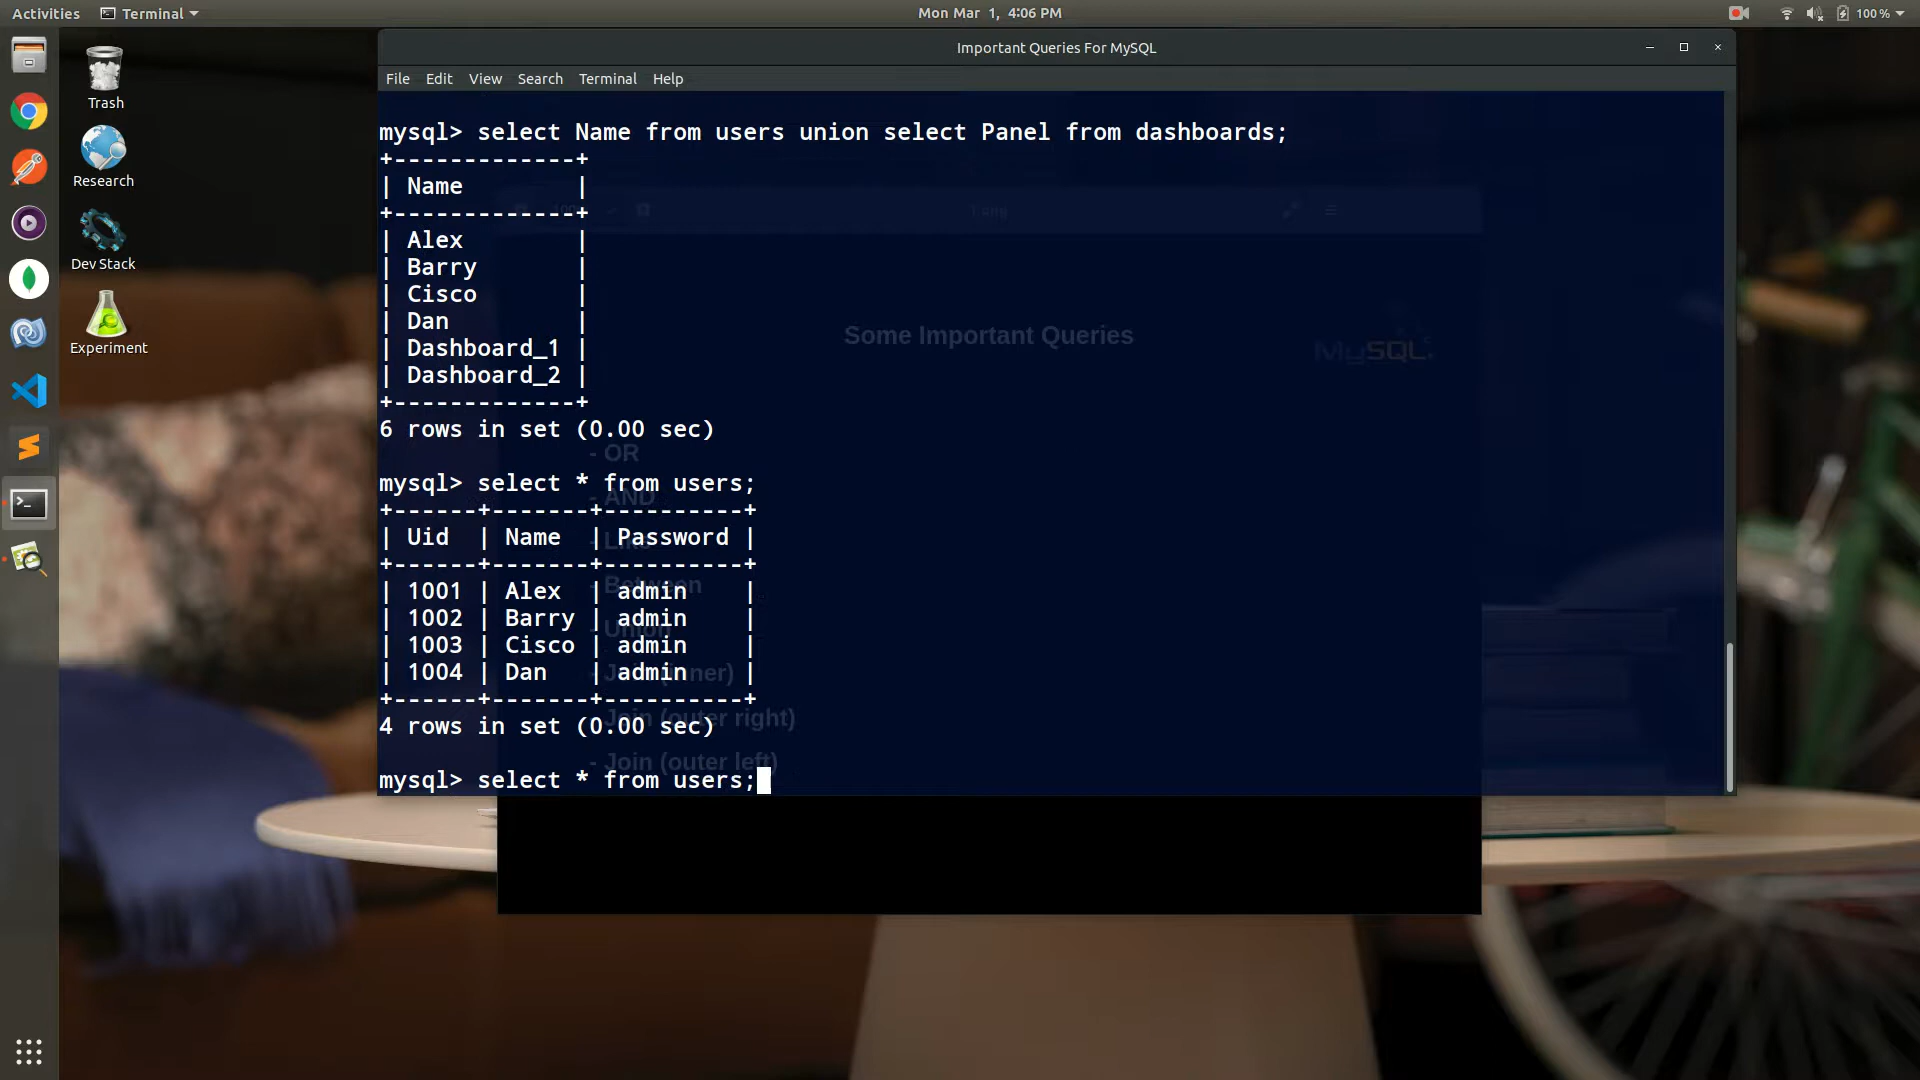 Activities Terminal Mon Mar 1, 4:06 PM 100 %
Important Queries For MySQL
File Edit View Search Terminal Help
Trash
Research
Dev Stack
Experiment
mysql> select Name from users union select Panel from dashboards;
+-------------+
| Name        |
+-------------+
| Alex        |
| Barry       |
| Cisco       |
| Dan         |
| Dashboard_1 |
| Dashboard_2 |
+-------------+
6 rows in set (0.00 sec)
mysql> select * from users;
+------+-------+----------+
| Uid  | Name  | Password |
+------+-------+----------+
| 1001 | Alex  | admin    |
| 1002 | Barry | admin    |
| 1003 | Cisco | admin    |
| 1004 | Dan   | admin    |
+------+-------+----------+
4 rows in set (0.00 sec)
mysql> select * from users;
Some Important Queries
MySQL
- OR
- AND
- Between
- Union
- Join (outer right)
- Join (outer left)